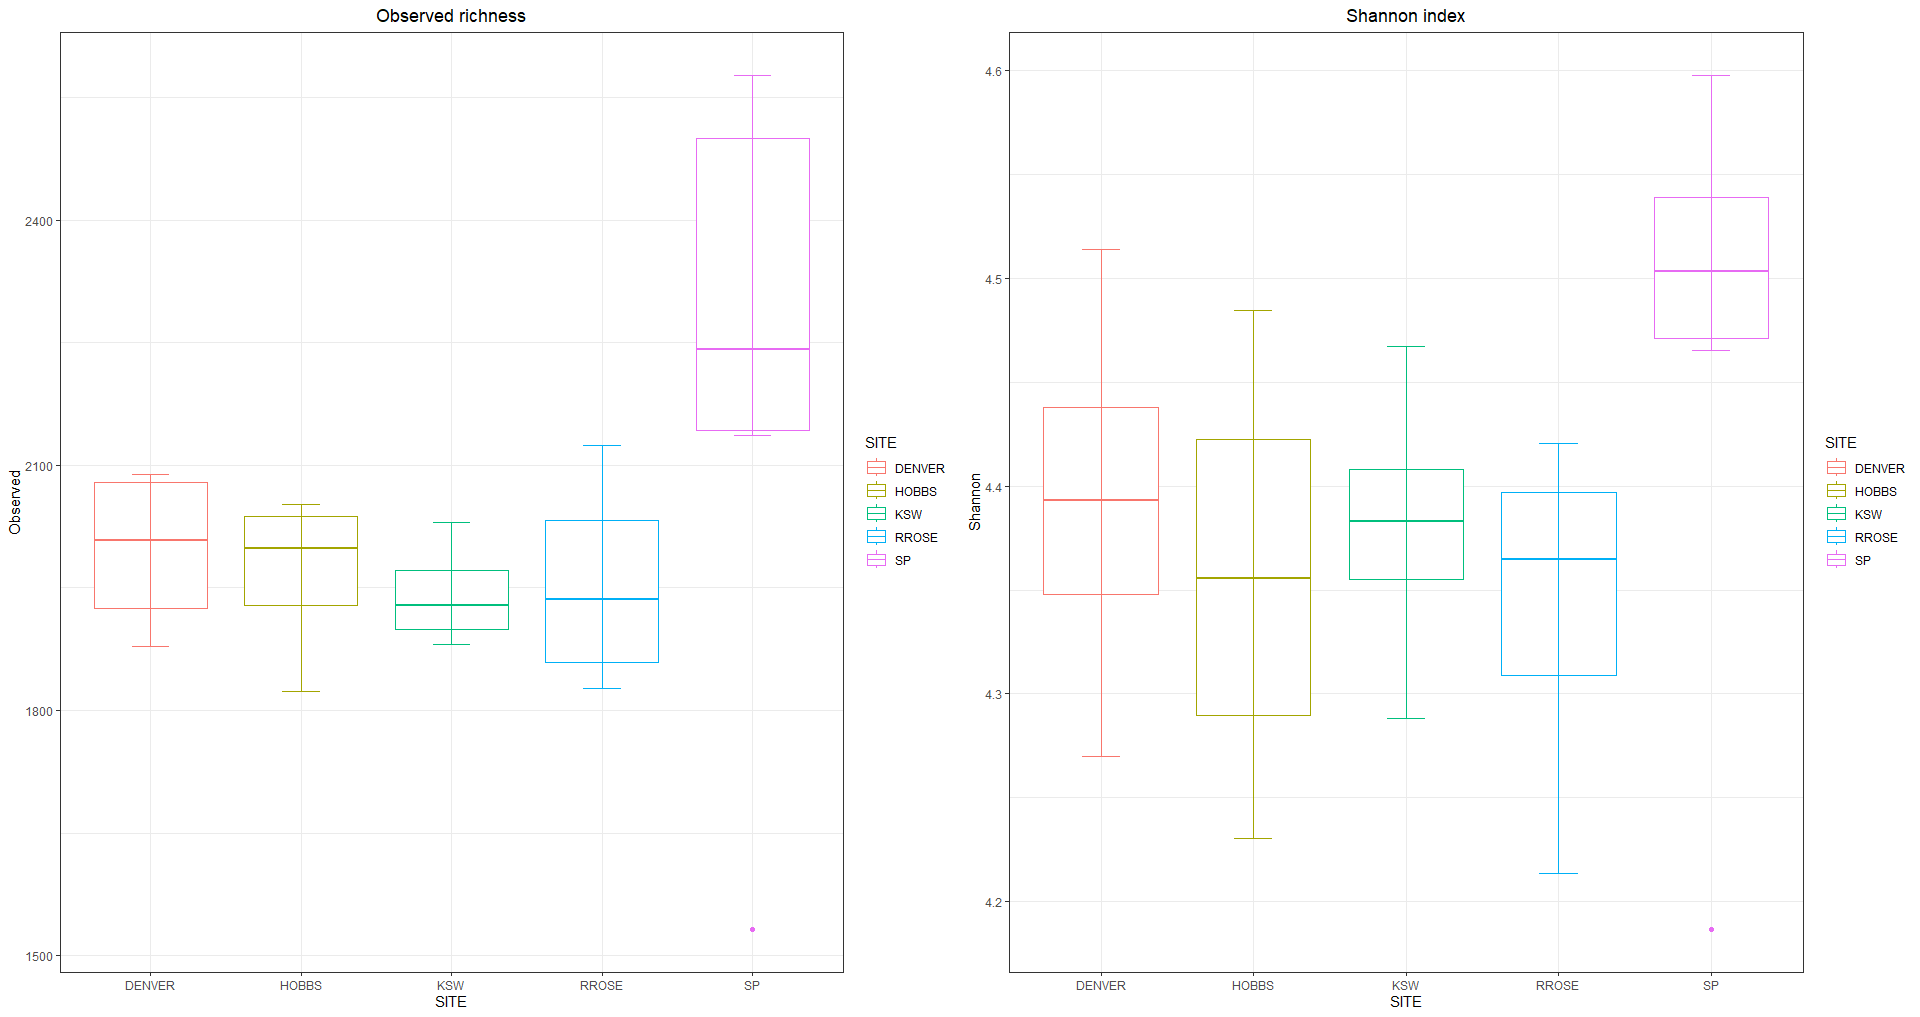 Observed richness
Observed
2400
2100
1800
1500
DENVER HOBBS KSW RROSE SP
SITE
SITE
DENVER
HOBBS
KSW
RROSE
SP
Shannon index
Shannon
4.6
4.5
4.4
4.3
4.2
DENVER HOBBS KSW RROSE SP
SITE
SITE
DENVER
HOBBS
KSW
RROSE
SP